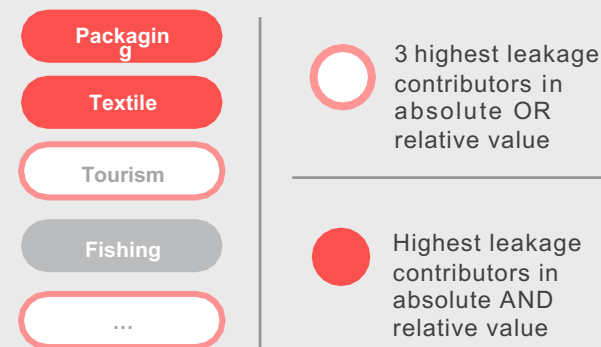 Packagin
g
Textile
Tourism
Fishing
...
3 highest leakage
contributors in
absolute OR
relative value
Highest leakage
contributors in
absolute AND
relative value